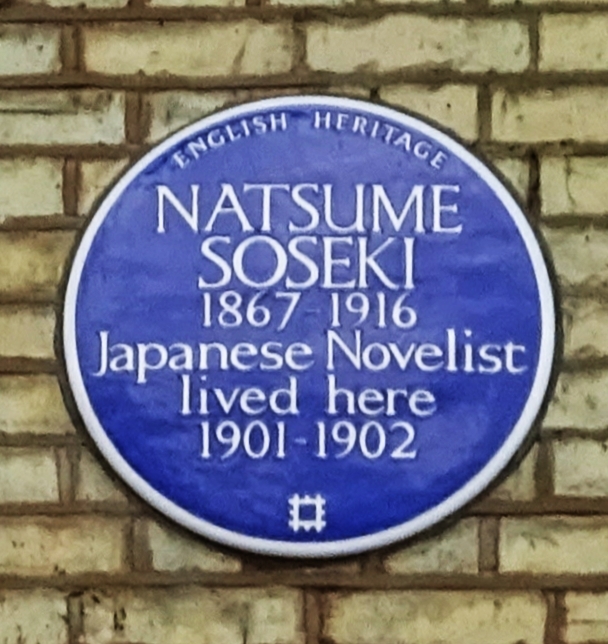 ENGLISH HERITAGE
NATSUME
SOSEKI
1867-1916
Japanese Novelist
lived here
1901-1902